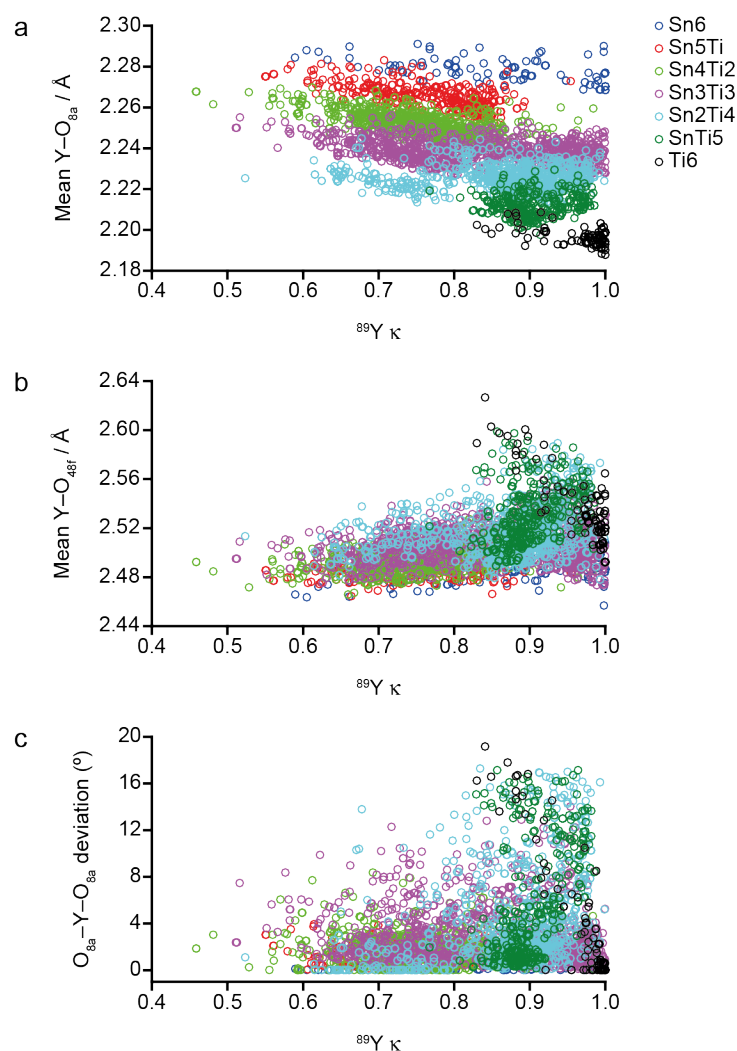 a
Mean Y–O8a / Å
2.30
2.28
2.26
2.24
2.22
2.20
2.18
0.4 0.5 0.6 0.7 0.8 0.9 1.0
89Y κ
Sn6
Sn5Ti
Sn4Ti2
Sn3Ti3
Sn2Ti4
SnTi5
Ti6
b
Mean Y–O48f / Å
2.64
2.60
2.56
2.52
2.48
2.44
0.4 0.5 0.6 0.7 0.8 0.9 1.0
89Y κ
c
O8a–Y–O8a deviation (º)
20
16
12
8
4
0
0.4 0.5 0.6 0.7 0.8 0.9 1.0
89Y κ